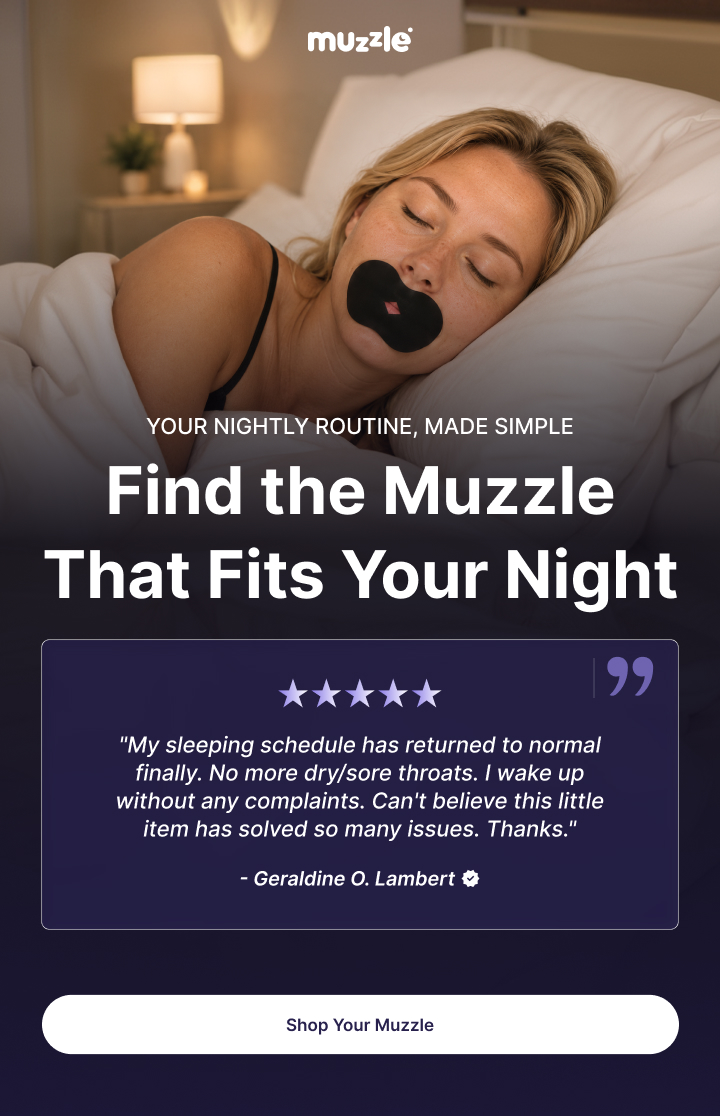 muzzle
YOUR NIGHTLY ROUTINE, MADE SIMPLE
Find the Muzzle
That Fits Your Night
"My sleeping schedule has returned to normal
finally. No more dry/sore throats. I wake up
without any complaints. Can't believe this little
item has solved so many issues. Thanks."
- Geraldine O. Lambert
Shop Your Muzzle